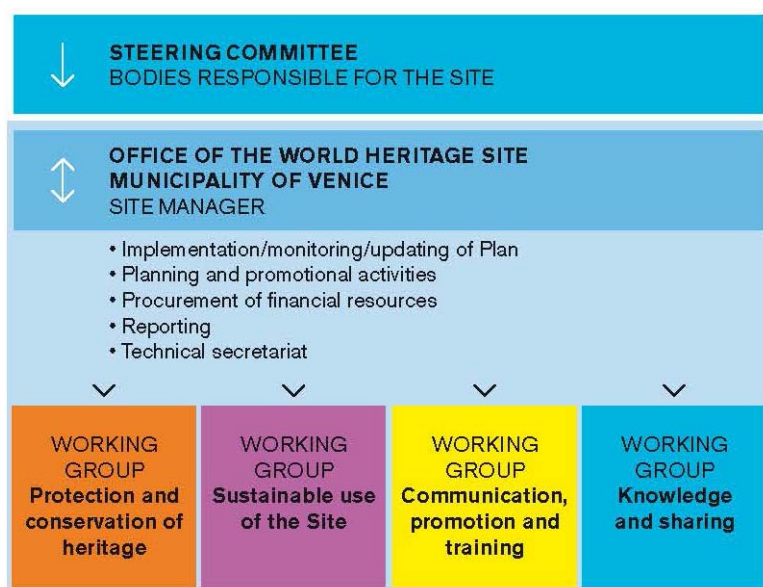 STEERING COMMITTEE
BODIES RESPONSIBLE FOR THE SITE
OFFICE OF THE WORLD HERITAGE SITE
MUNICIPALITY OF VENICE
SITE MANAGER
• Implementation/monitoring/updating of Plan
• Planning and promotional activities
• Procurement of financial resources
• Reporting
• Technical secretariat
WORKING
GROUP
Protection and
conservation of
heritage
WORKING
GROUP
Sustainable use
of the Site
WORKING
GROUP
Communication,
promotion and
training
WORKING
GROUP
Knowledge
and sharing